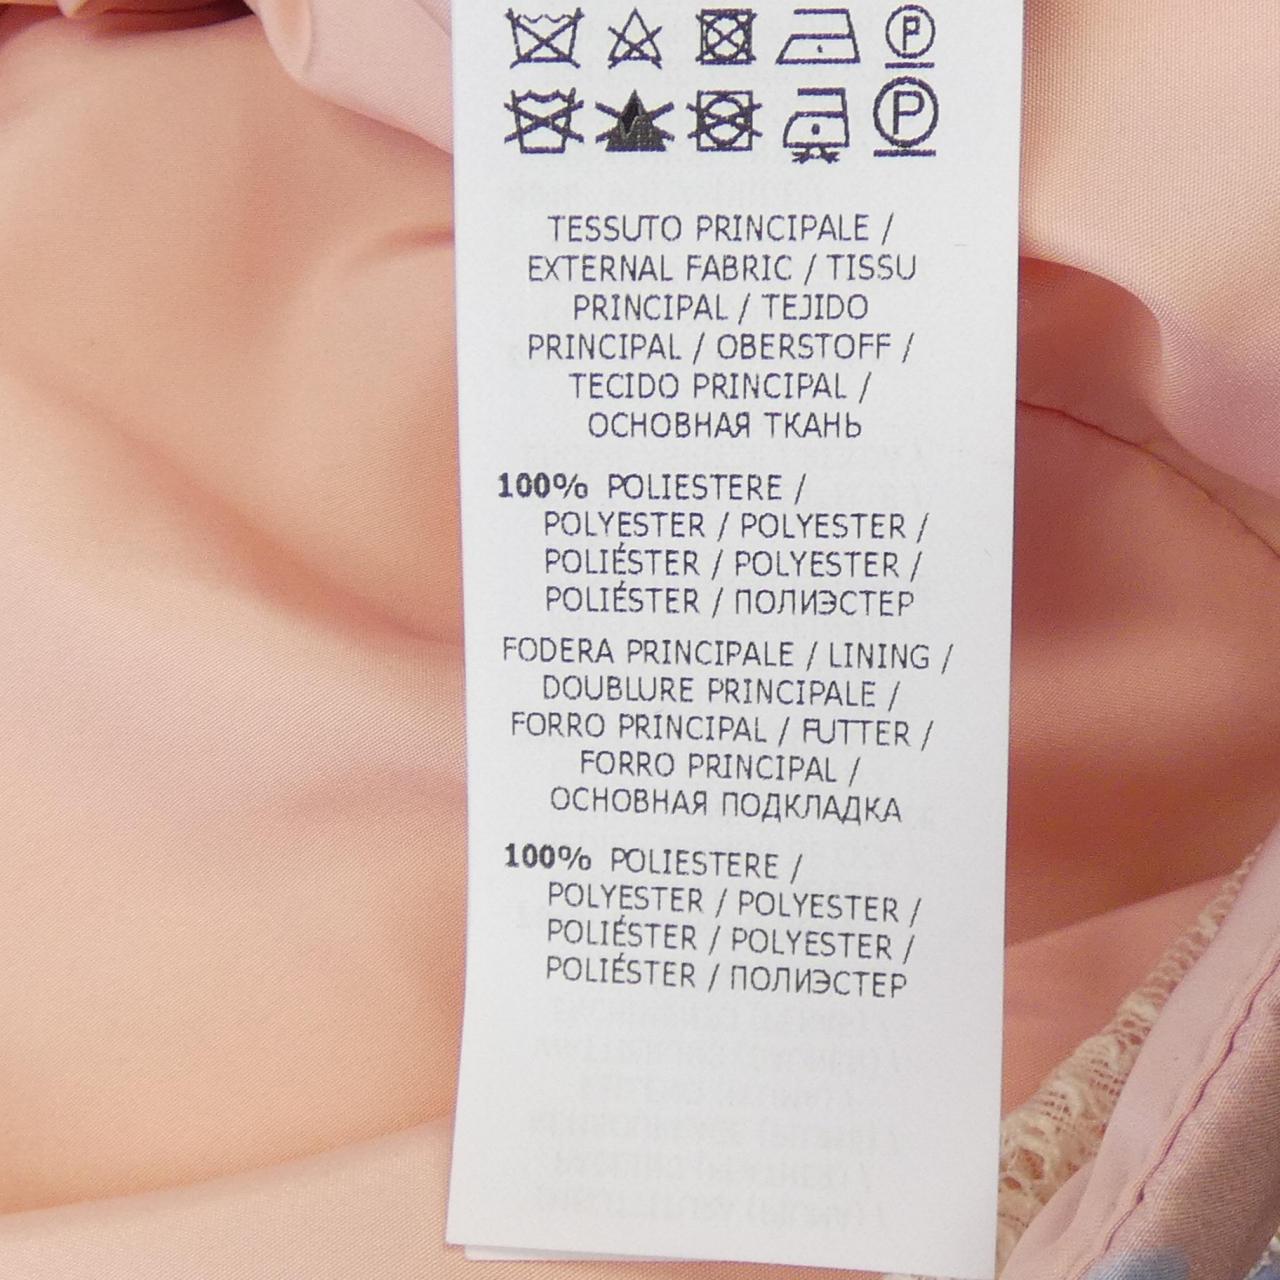 P
P
TESSUTO PRINCIPALE /
EXTERNAL FABRIC / TISSU
PRINCIPAL / TEJIDO
PRINCIPAL / OBERSTOFF /
TECIDO PRINCIPAL /
ОСНОВНАЯ ТКАНЬ
100% POLIESTERE /
POLYESTER / POLYESTER /
POLIÉSTER / POLYESTER /
POLIÉSTER / ПОЛИЭСТЕР
FODERA PRINCIPALE / LINING /
DOUBLURE PRINCIPALE /
FORRO PRINCIPAL / FUTTER /
FORRO PRINCIPAL /
ОСНОВНАЯ ПОДКЛАДКА
100% POLIESTERE /
POLYESTER / POLYESTER /
POLIÉSTER / POLYESTER /
POLIÉSTER / ПОЛИЭСТЕР